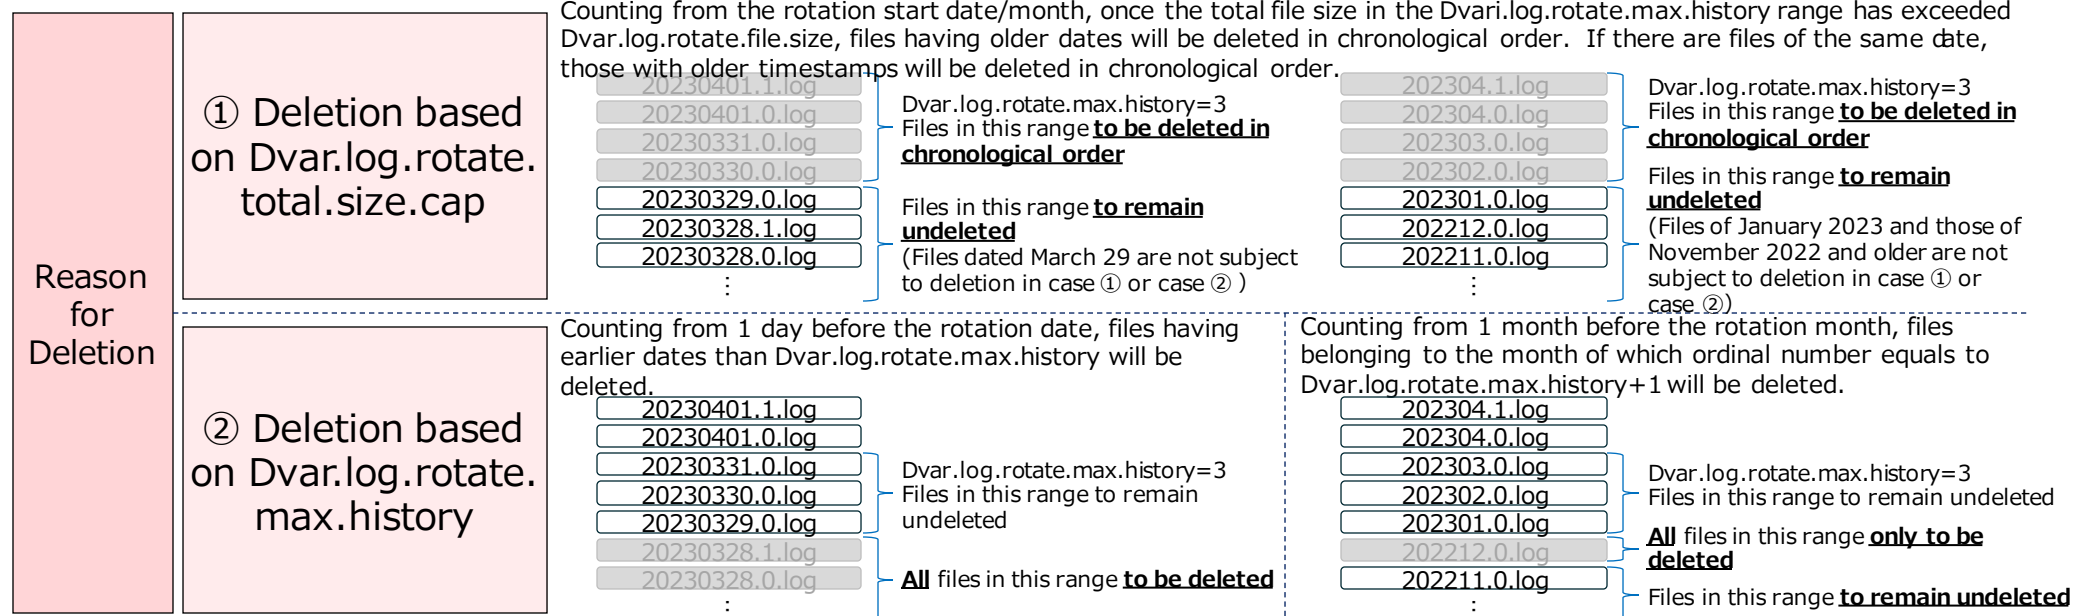 Reason
for
Deletion
① Deletion based
on Dvar.log.rotate.
total.size.cap
Counting from the rotation start date/month, once the total file size in the Dvari.log.rotate.max.history range has exceeded
Dvar.log.rotate.file.size, files having older dates will be deleted in chronological order. If there are files of the same date,
those with older timestamps will be deleted in chronological order.
20230401.1.log
20230401.0.log
20230331.0.log
20230330.0.log
20230329.0.log
20230328.1.log
20230328.0.log
⋮
Dvar.log.rotate.max.history=3
Files in this range to be deleted in
chronological order
Files in this range to remain
undeleted
(Files dated March 29 are not subject
to deletion in case ① or case ② )
202304.1.log
202304.0.log
202303.0.log
202302.0.log
202301.0.log
202212.0.log
202211.0.log
⋮
Dvar.log.rotate.max.history=3
Files in this range to be deleted in
chronological order
Files in this range to remain
undeleted
(Files of January 2023 and those of
November 2022 and older are not
subject to deletion in case ① or
case ②)
② Deletion based
on Dvar.log.rotate.
max.history
Counting from 1 day before the rotation date, files having
earlier dates than Dvar.log.rotate.max.history will be
deleted.
20230401.1.log
20230401.0.log
20230331.0.log
20230330.0.log
20230329.0.log
20230328.1.log
20230328.0.log
:
Dvar.log.rotate.max.history=3
Files in this range to remain
undeleted
All files in this range to be deleted
Counting from 1 month before the rotation month, files
belonging to the month of which ordinal number equals to
Dvar.log.rotate.max.history+1 will be deleted.
202304.1.log
202304.0.log
202303.0.log
202302.0.log
202301.0.log
202212.0.log
202211.0.log
:
Dvar.log.rotate.max.history=3
Files in this range to remain undeleted
All files in this range only to be
deleted
Files in this range to remain undeleted